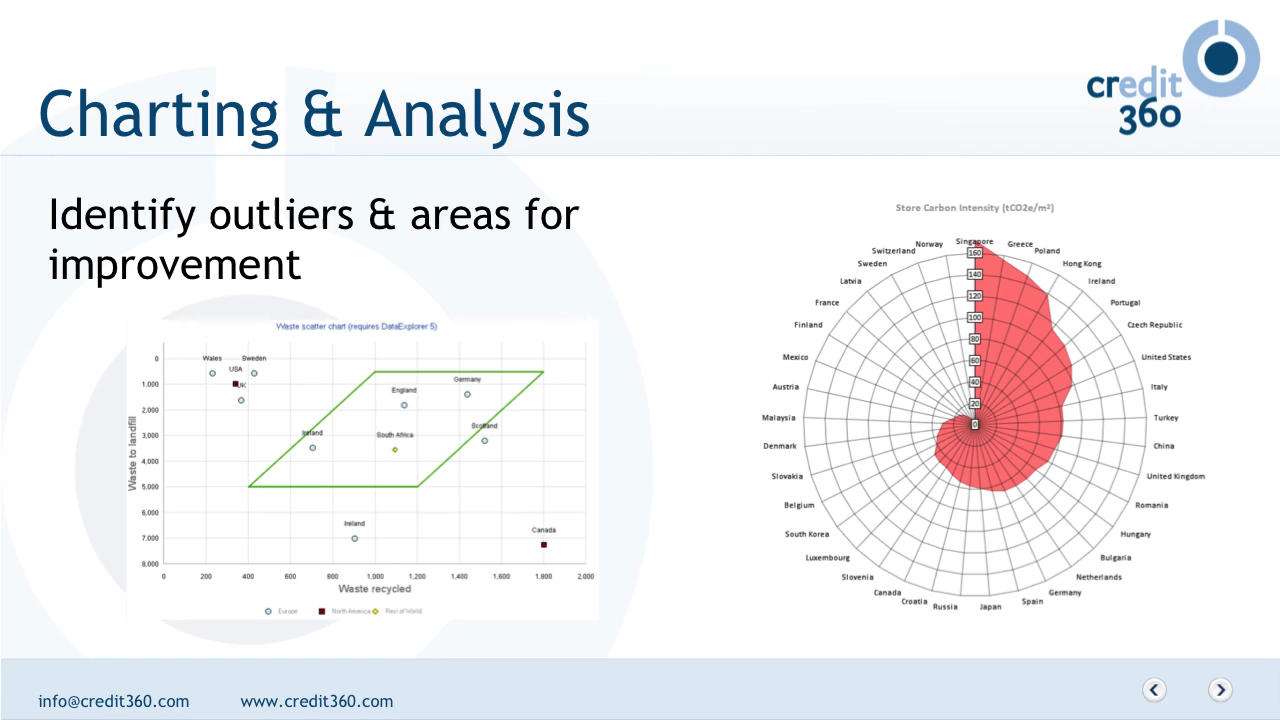 credit
360
Charting & Analysis
Identify outliers & areas for
improvement
Waste scatter chart (requires DataExplorer 5)
Waste to landfill
0
1,000
2,000
3,000
4,000
5,000
6,000
7,000
8,000
Wales
Sweden
USA
UK
Germany
England
Ireland
South Africa
Scotland
Ireland
Canada
0 200 400 600 800 1,000 1,200 1,400 1,600 1,800 2,000
Waste recycled
Europe North America Rest of World
Store Carbon Intensity (tCO2e/m²)
Singapore
Greece
Poland
Hong Kong
Ireland
Portugal
Czech Republic
United States
Italy
Turkey
China
United Kingdom
Romania
Hungary
Bulgaria
Netherlands
Germany
Spain
Japan
Russia
Croatia
Canada
Slovenia
Luxembourg
South Korea
Belgium
Slovakia
Denmark
Malaysia
Austria
Mexico
Finland
France
Latvia
Sweden
Switzerland
Norway
160
140
120
100
80
60
40
20
0
info@credit360.com www.credit360.com